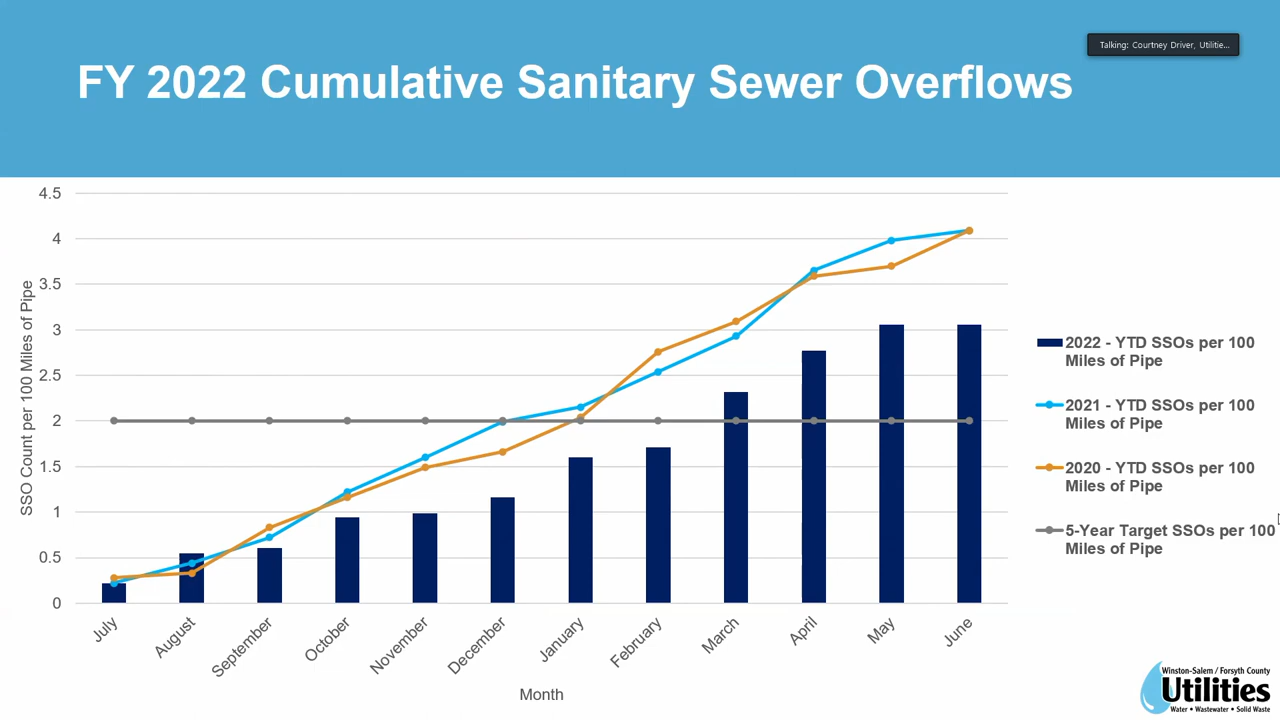 Talking: Courtney Driver, Utilitie...
FY 2022 Cumulative Sanitary Sewer Overflows
SSO Count per 100 Miles of Pipe
4.5
4
3.5
3
2.5
2
1.5
1
0.5
0
July
August
September
October
November
December
January
February
March
April
May
June
Month
2022 - YTD SSOs per 100
Miles of Pipe
2021 - YTD SSOs per 100
Miles of Pipe
2020 - YTD SSOs per 100
Miles of Pipe
5-Year Target SSOs per 100
Miles of Pipe
Winston-Salem / Forsyth County
Utilities
Water • Wastewater • Solid Waste